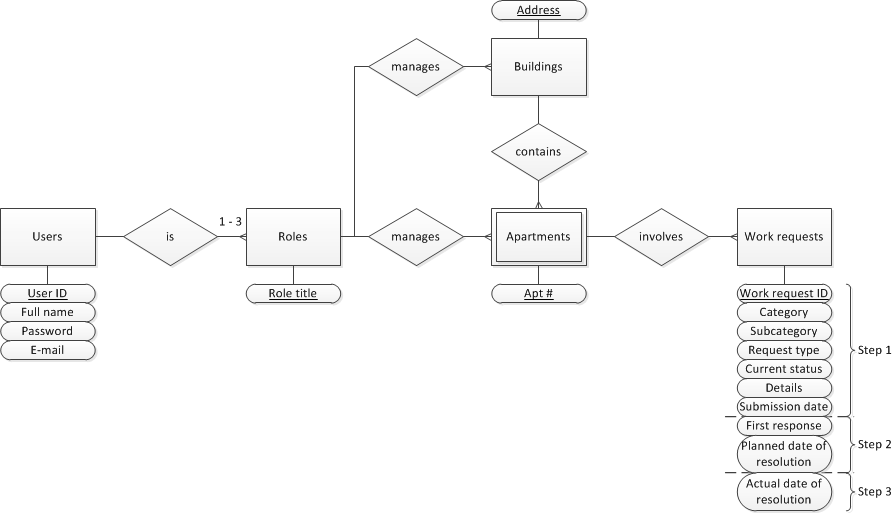 Address
manages
Buildings
contains
1 - 3
Users
is
Roles
manages
Apartments
involves
Work requests
User ID
Full name
Password
E-mail
Role title
Apt #
Work request ID
Category
Subcategory
Request type
Current status
Details
Submission date
Step 1
First response
Planned date of
resolution
Step 2
Actual date of
resolution
Step 3